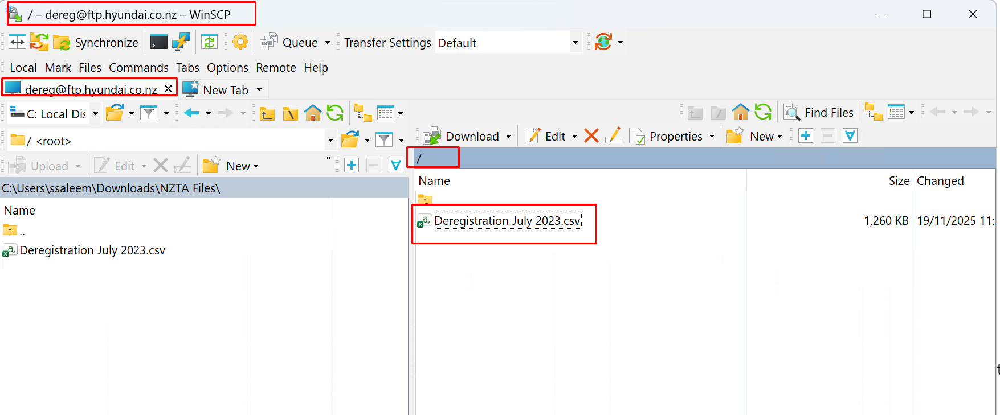 / – dereg@ftp.hyundai.co.nz – WinSCP
Synchronize
Queue
Transfer Settings Default
Local Mark Files Commands Tabs Options Remote Help
dereg@ftp.hyundai.co.nz
New Tab
C: Local Dis
/ <root>
Upload
Edit
New
C:\Users\ssaleem\Downloads\NZTA Files\
Name
..
Deregistration July 2023.csv
Find Files
Download
Edit
Properties
New
/
Name Size Changed
Deregistration July 2023.csv 1,260 KB 19/11/2025 11:
t